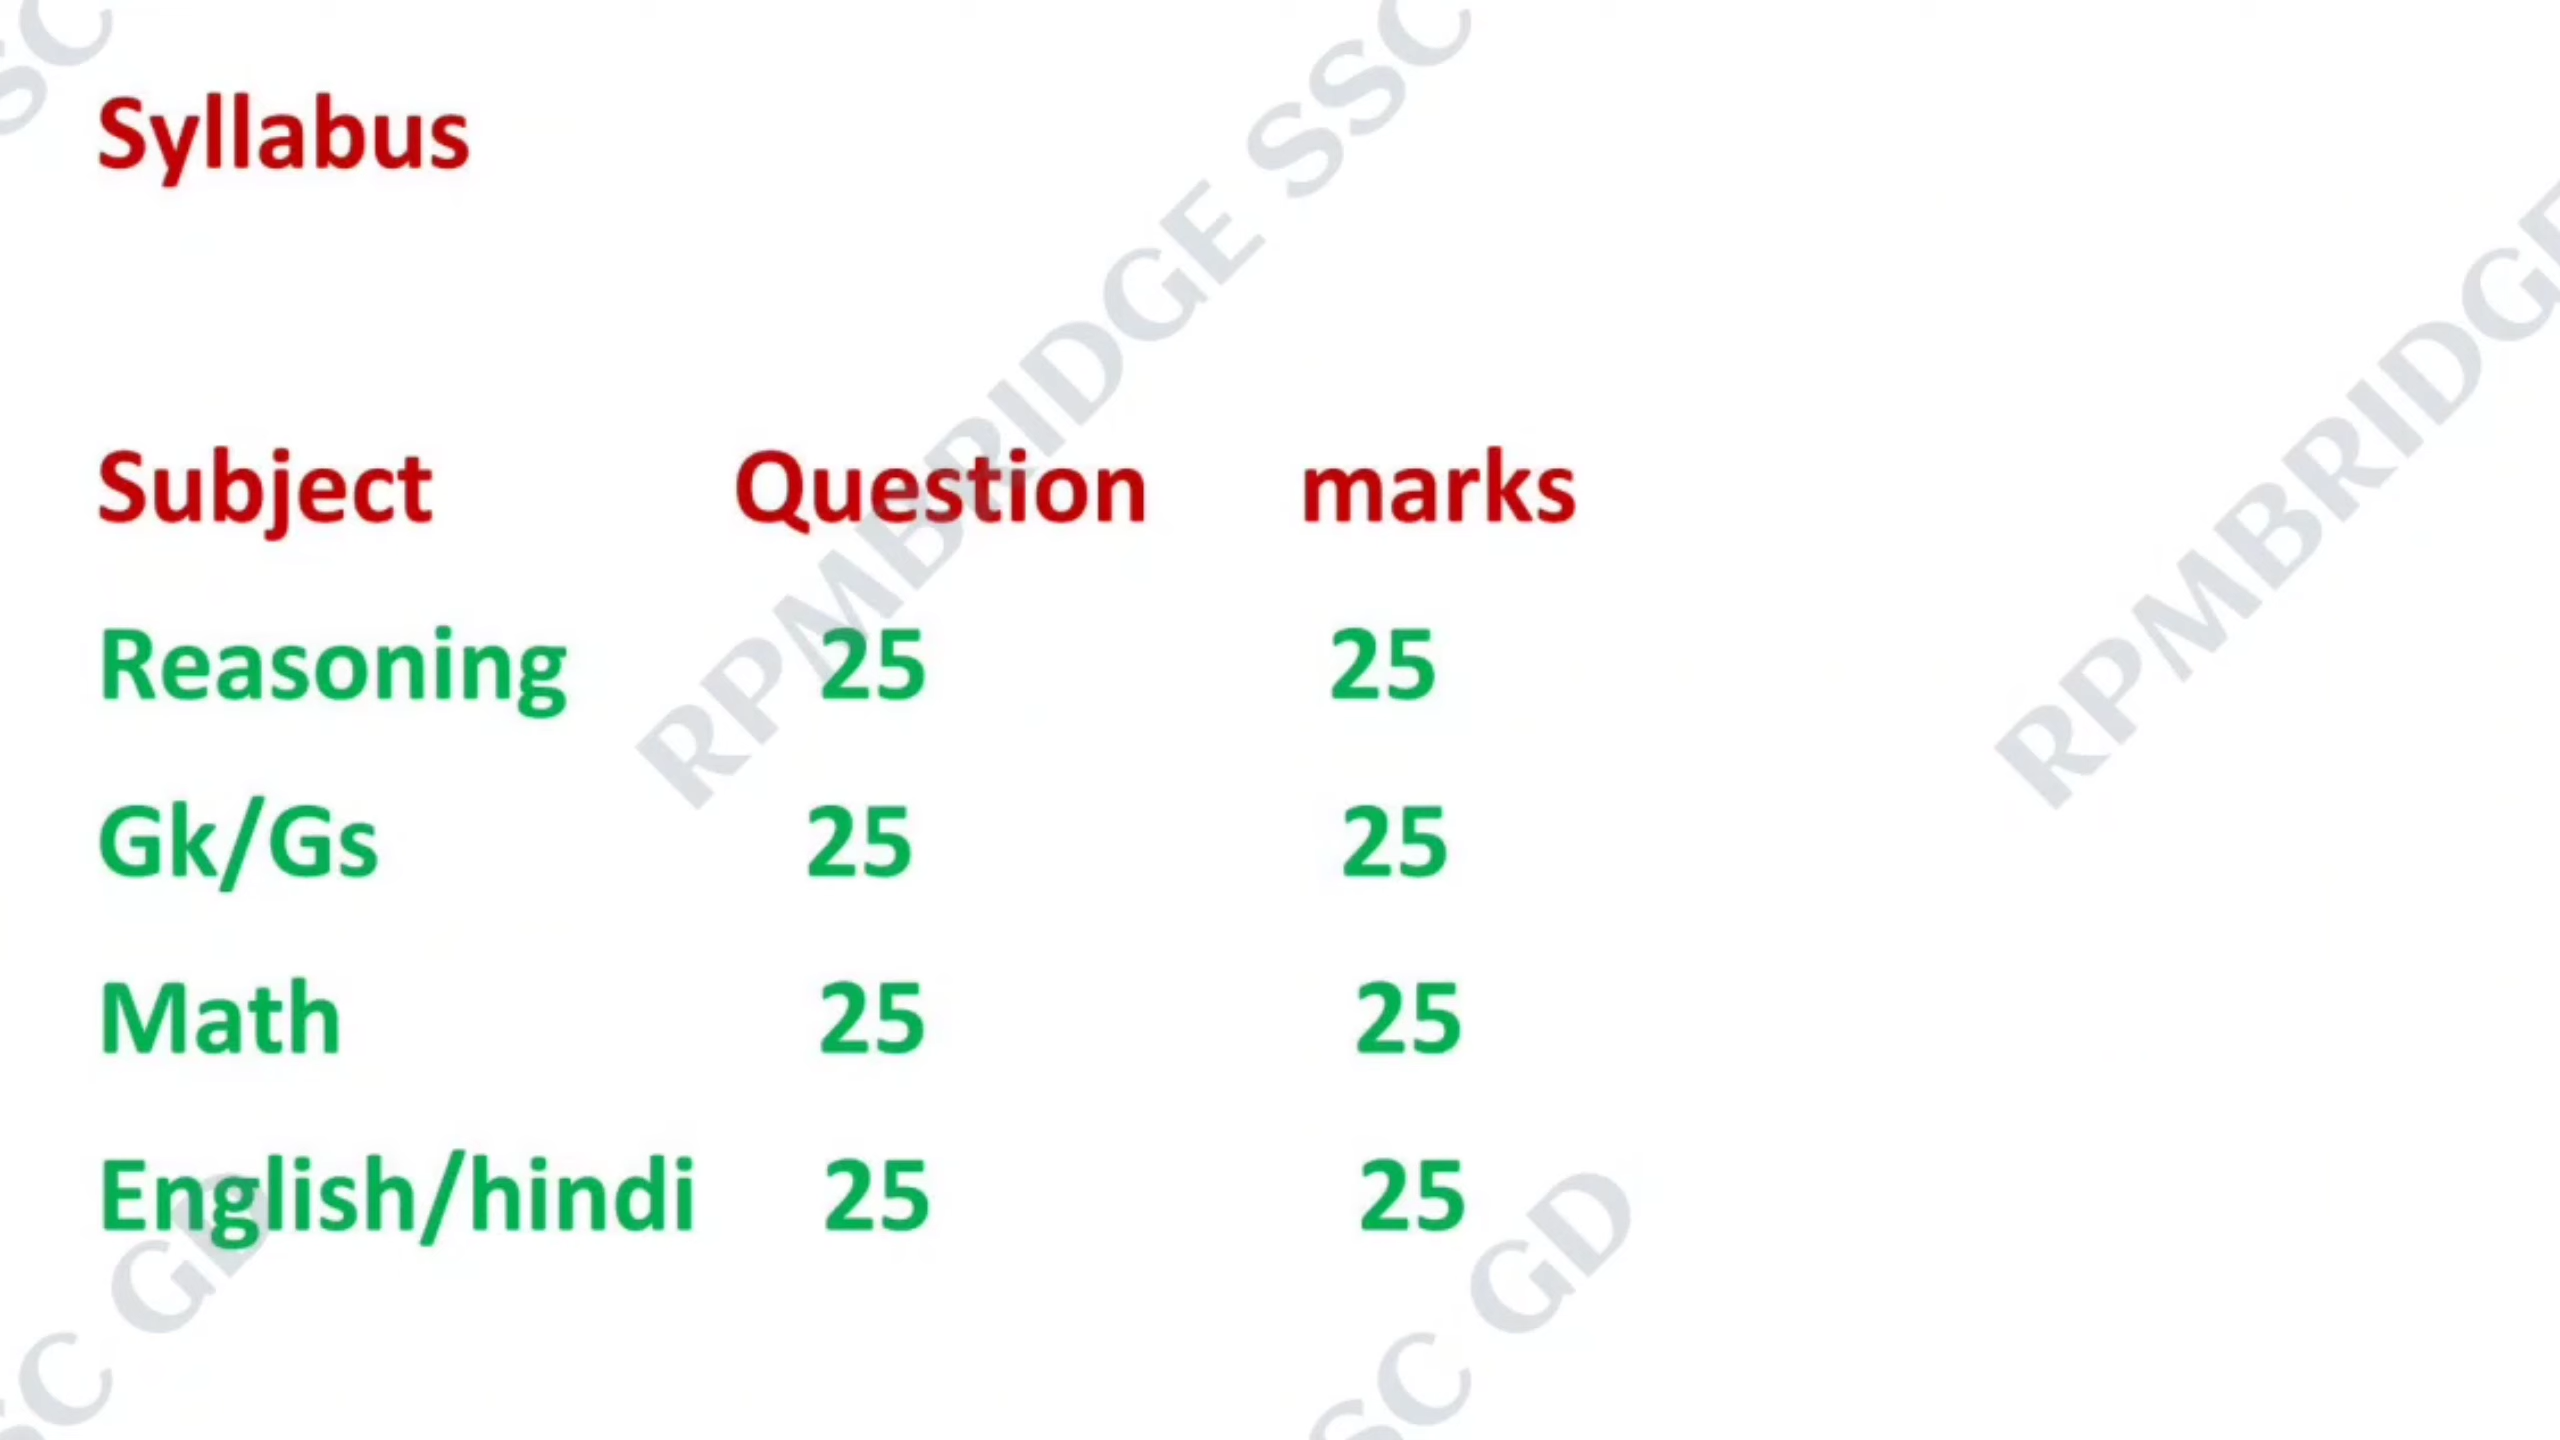 Syllabus
Subject Question marks
Reasoning 25 25
Gk/Gs 25 25
Math 25 25
English/hindi 25 25
RPMBRIDGE SSC
RPMBRIDGE
SSC GD
SC GD